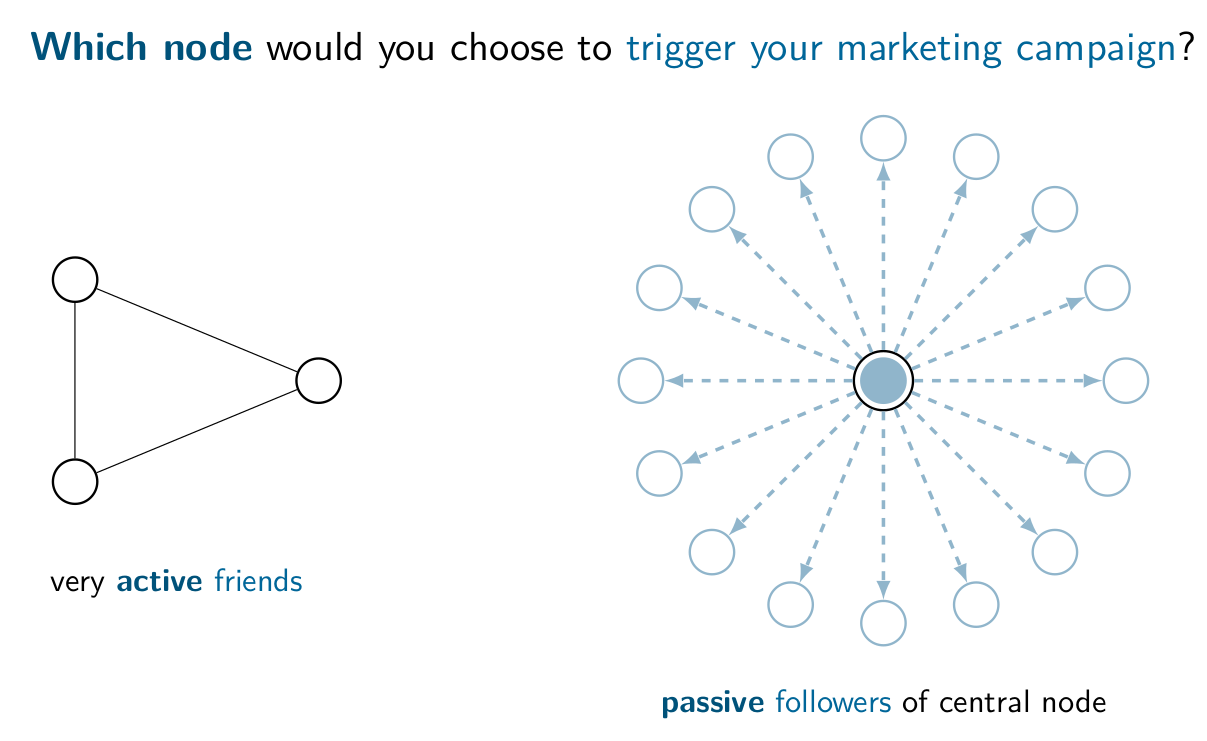 Which node would you choose to trigger your marketing campaign?
very active friends
passive followers of central node